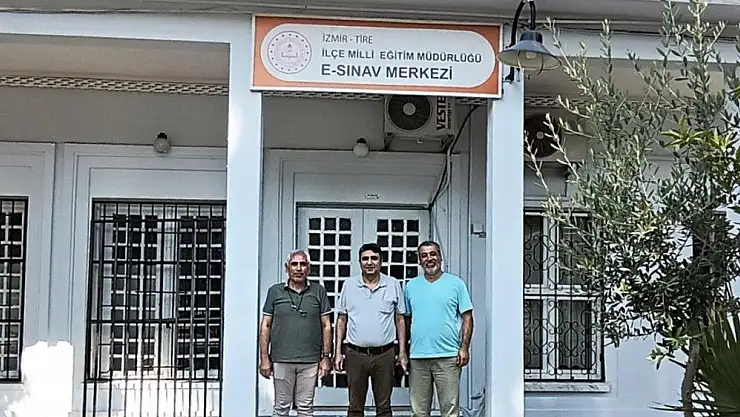 İZMİR - TİRE
İLÇE MİLLİ EĞİTİM MÜDÜRLÜĞÜ
E-SINAV MERKEZİ
VESTEL